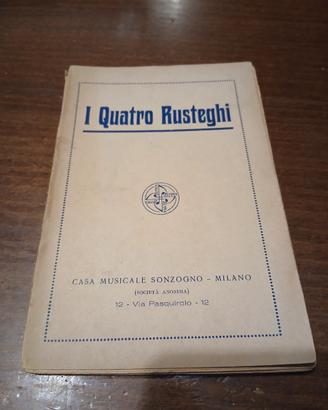 I Quatro Rusteghi
CASA MUSICALE SONZOGNO - MILANO
(SOCIETÀ ANONIMA)
12 - Via Pasquirolo - 12